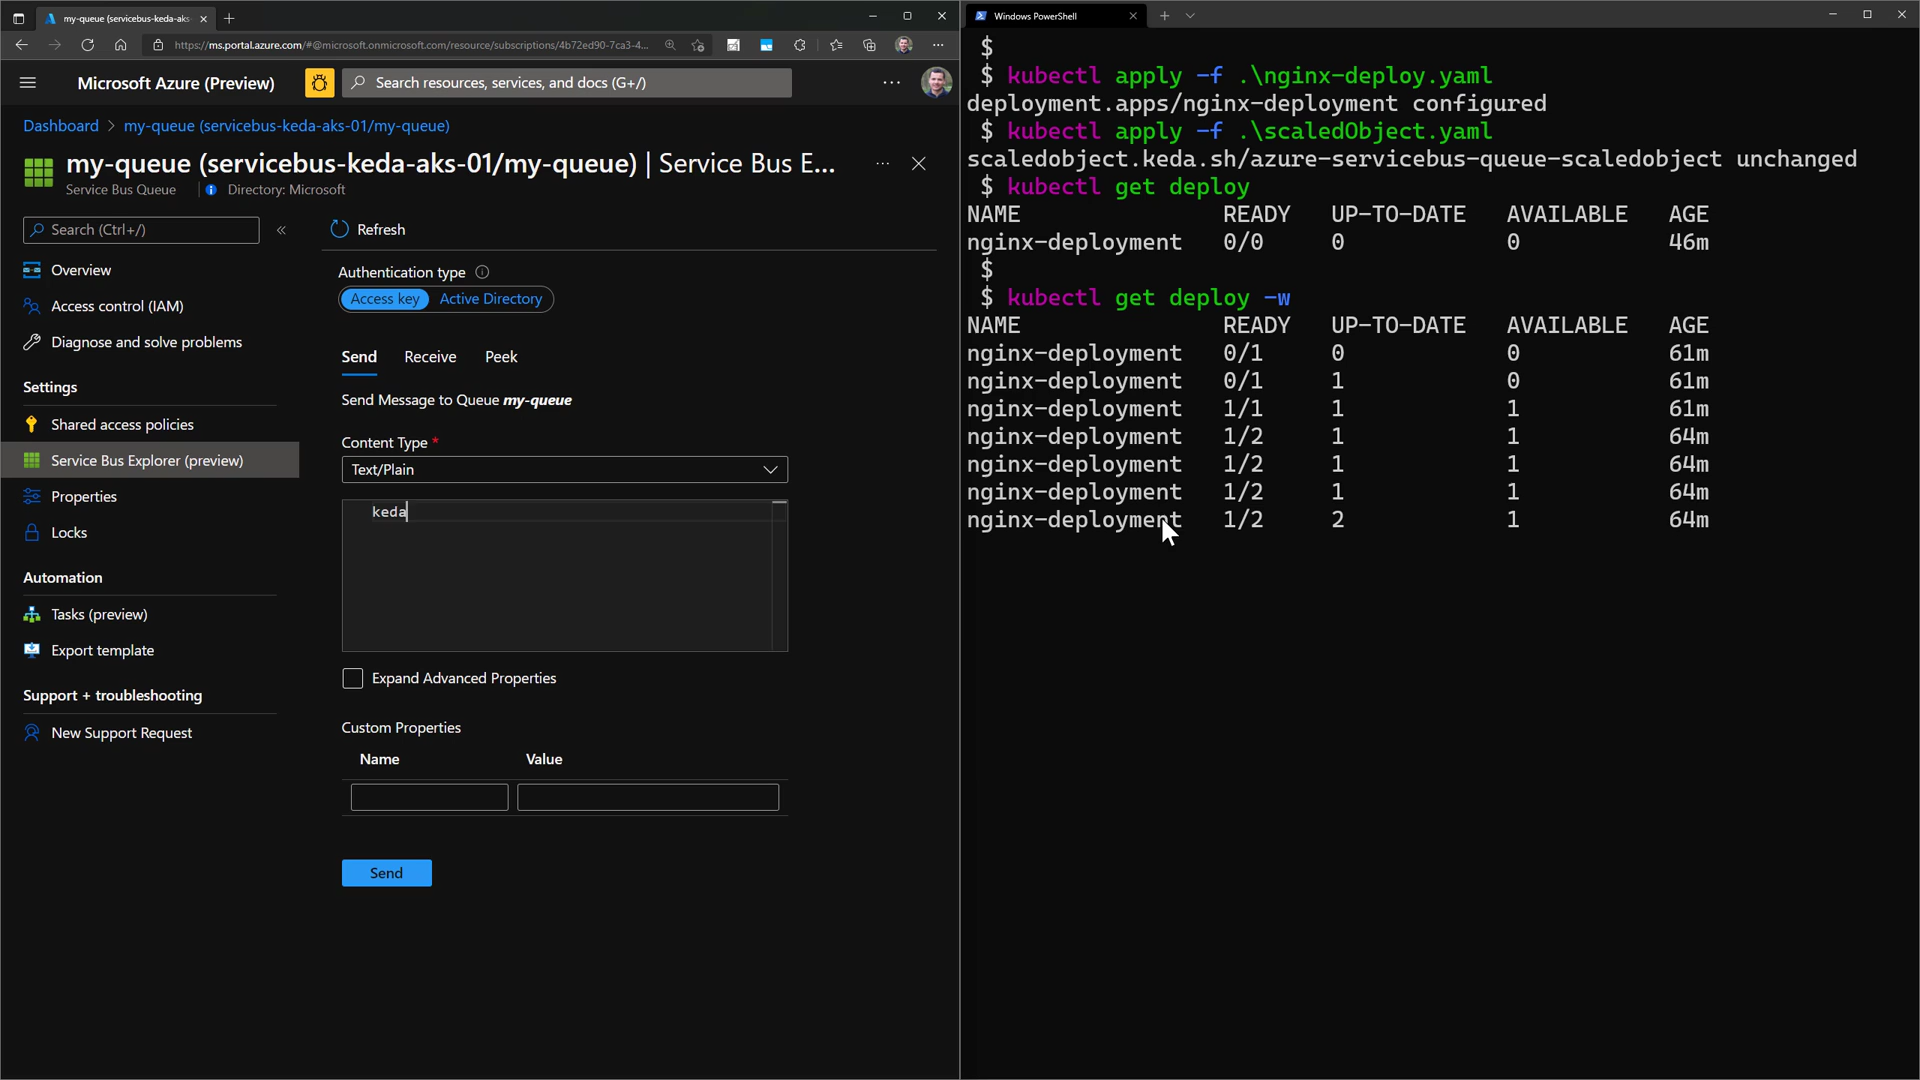 my-queue (servicebus-keda-aks-
https://ms.portal.azure.com/#@microsoft.onmicrosoft.com/resource/subscriptions/4b72ed90-7ca3-4...
Microsoft Azure (Preview)
Search resources, services, and docs (G+/)
Dashboard > my-queue (servicebus-keda-aks-01/my-queue)
my-queue (servicebus-keda-aks-01/my-queue) | Service Bus E...
Service Bus Queue
Directory: Microsoft
Search (Ctrl+/)
«
Overview
Access control (IAM)
Diagnose and solve problems
Settings
Shared access policies
Service Bus Explorer (preview)
Properties
Locks
Automation
Tasks (preview)
Export template
Support + troubleshooting
New Support Request
Refresh
Authentication type
Access key Active Directory
Send Receive Peek
Send Message to Queue my-queue
Content Type *
Text/Plain
keda
Expand Advanced Properties
Custom Properties
Name Value
Send
Windows PowerShell
$
$ kubectl apply -f .\nginx-deploy.yaml
deployment.apps/nginx-deployment configured
$ kubectl apply -f .\scaledObject.yaml
scaledobject.keda.sh/azure-servicebus-queue-scaledobject unchanged
$ kubectl get deploy
NAME READY UP-TO-DATE AVAILABLE AGE
nginx-deployment 0/0 0 0 46m
$
$ kubectl get deploy -w
NAME READY UP-TO-DATE AVAILABLE AGE
nginx-deployment 0/1 0 0 61m
nginx-deployment 0/1 1 0 61m
nginx-deployment 1/1 1 1 61m
nginx-deployment 1/2 1 1 64m
nginx-deployment 1/2 1 1 64m
nginx-deployment 1/2 1 1 64m
nginx-deployment 1/2 2 1 64m